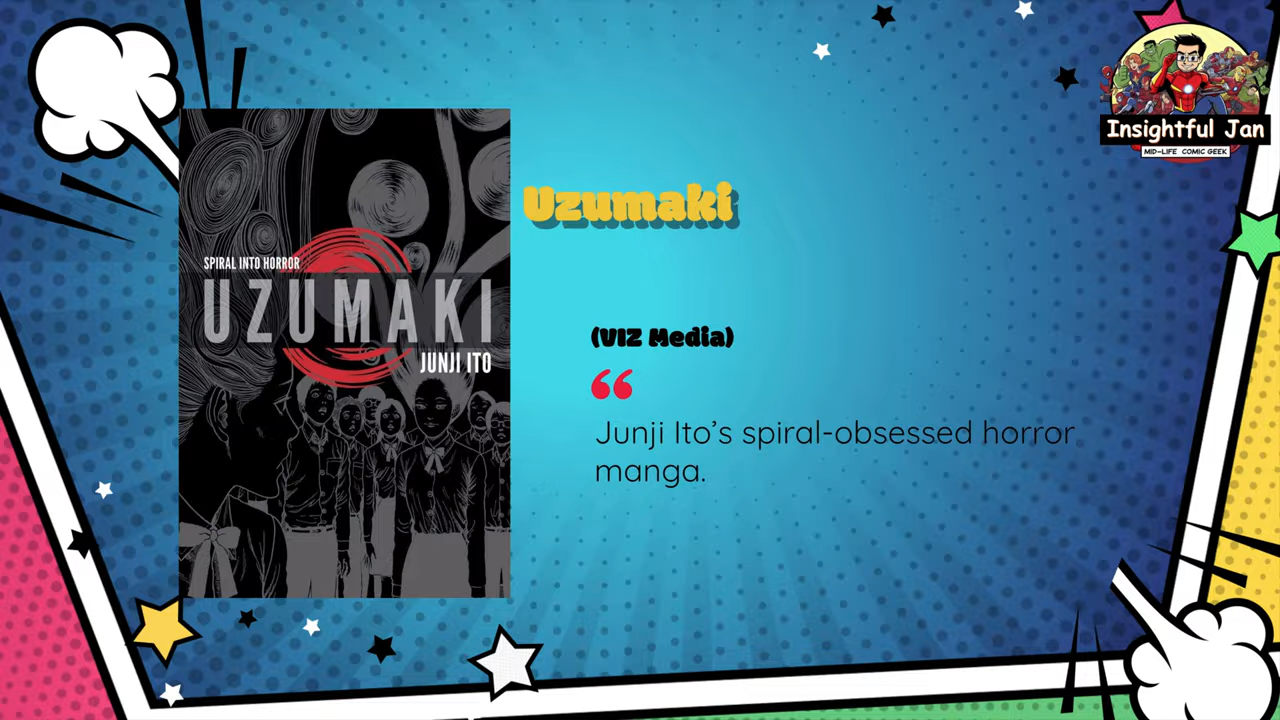 Insightful Jan
MID-LIFE COMIC GEEK
Uzumaki
SPIRAL INTO HORROR
UZUMAKI
JUNJI ITO
(VIZ Media)
“
Junji Ito’s spiral-obsessed horror
manga.